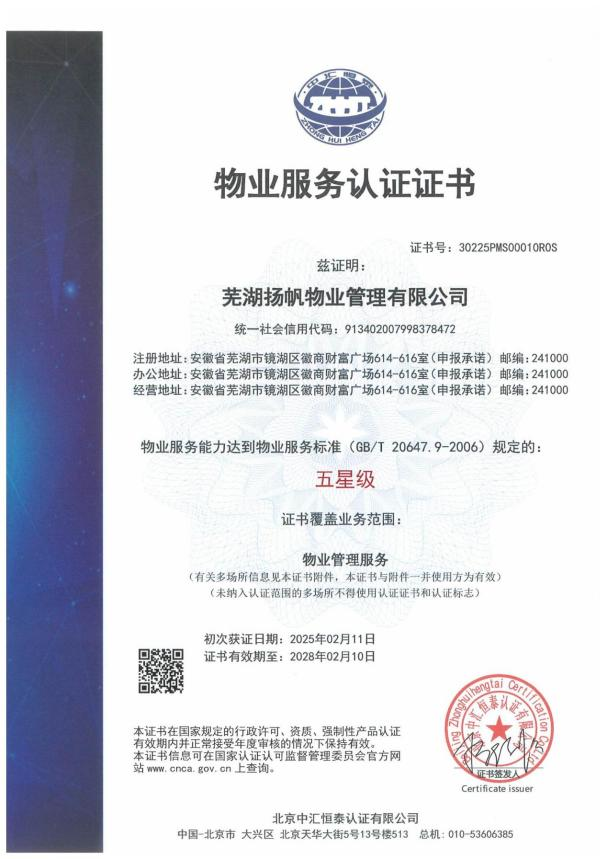 中汇恒泰
ZHONG HUI HENG TAI
物业服务认证证书
证书号：30225PMS00010R0S
兹证明：
芜湖扬帆物业管理有限公司
统一社会信用代码：913402007998378472
注册地址：安徽省芜湖市镜湖区徽商财富广场614-616室（申报承诺） 邮编：241000
办公地址：安徽省芜湖市镜湖区徽商财富广场614-616室（申报承诺） 邮编：241000
经营地址：安徽省芜湖市镜湖区徽商财富广场614-616室（申报承诺） 邮编：241000
物业服务能力达到物业服务标准（GB/T 20647.9-2006）规定的：
五星级
证书覆盖业务范围：
物业管理服务
（有关多场所信息见本证书附件，本证书与附件一并使用方为有效）
（未纳入认证范围的多场所不得使用认证证书和认证标志）
初次获证日期：2025年02月11日
证书有效期至：2028年02月10日
本证书在国家规定的行政许可、资质、强制性产品认证
有效期内并正常接受年度审核的情况下保持有效。
本证书信息可在国家认证认可监督管理委员会官方网
站 www.cnca.gov.cn 上查询。
证书签发人
Certificate issuer
北京中汇恒泰认证有限公司
中国-北京市 大兴区 北京天华大街5号13号楼513 总机：010-53606385